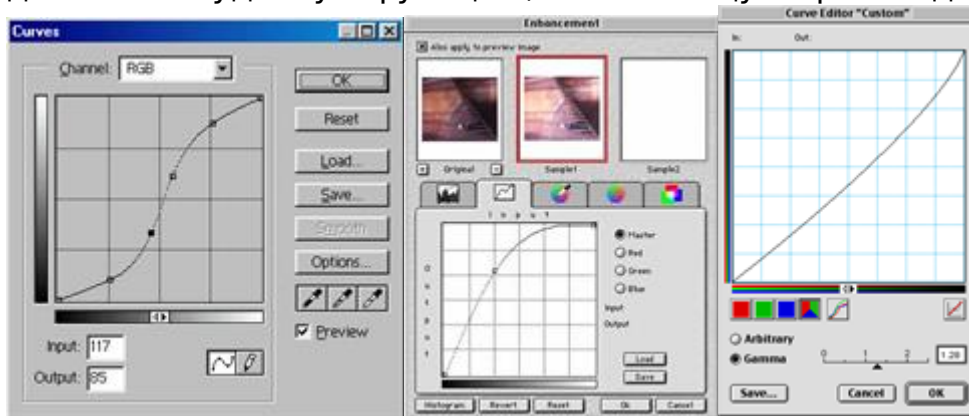 Curves
Channel: RGB
OK
Reset
Load...
Save...
Smooth
Options...
Preview
Input: 117
Output: 85
Enhancement
Also apply to preview image
Original
Sample1
Sample2
Input
Output
Master
Red
Green
Blue
Input
Output
Load
Save
Histogram
Revert
Reset
Ok
Cancel
Curve Editor "Custom"
In:
Out:
Arbitrary
Gamma
0
1
2
1.20
Save...
Cancel
OK